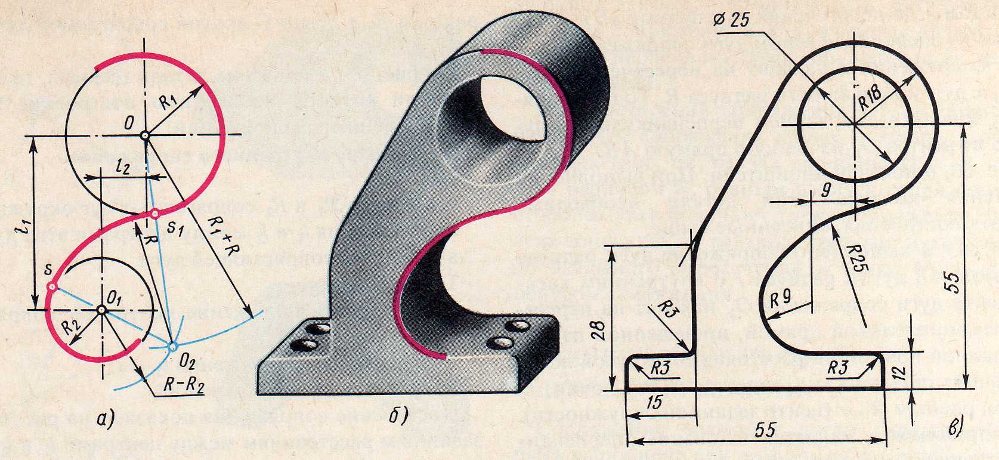 R₁
O
l₂
l₁
S₁
R
R₁ + R
S
O₁
R₂
O₂
R–R₂
а)
б)
⌀ 25
R18
9
R25
R9
55
28
R3
R3
R3
12
15
55
в)